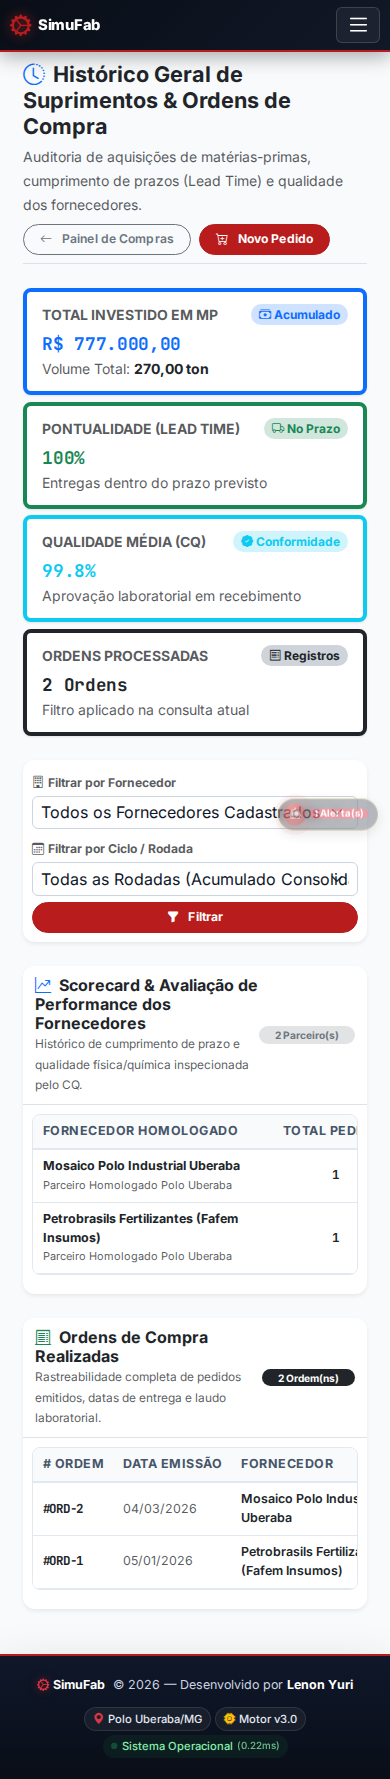 SimuFab
Histórico Geral de
Suprimentos & Ordens de
Compra
Auditoria de aquisições de matérias-primas,
cumprimento de prazos (Lead Time) e qualidade
dos fornecedores.
Painel de Compras
Novo Pedido
TOTAL INVESTIDO EM MP
Acumulado
R$ 777.000,00
Volume Total: 270,00 ton
PONTUALIDADE (LEAD TIME)
No Prazo
100%
Entregas dentro do prazo previsto
QUALIDADE MÉDIA (CQ)
Conformidade
99.8%
Aprovação laboratorial em recebimento
ORDENS PROCESSADAS
Registros
2 Ordens
Filtro aplicado na consulta atual
Filtrar por Fornecedor
Todos os Fornecedores Cadastrados
Alerta(s)
Filtrar por Ciclo / Rodada
Todas as Rodadas (Acumulado Consolid
Filtrar
Scorecard & Avaliação de
Performance dos
Fornecedores
Histórico de cumprimento de prazo e
qualidade física/química inspecionada
pelo CQ.
2 Parceiro(s)
FORNECEDOR HOMOLOGADO
TOTAL PEDI
Mosaico Polo Industrial Uberaba
Parceiro Homologado Polo Uberaba
1
Petrobrasils Fertilizantes (Fafem
Insumos)
Parceiro Homologado Polo Uberaba
1
Ordens de Compra
Realizadas
Rastreabilidade completa de pedidos
emitidos, datas de entrega e laudo
laboratorial.
2 Ordem(ns)
# ORDEM
DATA EMISSÃO
FORNECEDOR
#ORD-2
04/03/2026
Mosaico Polo Indus
Uberaba
#ORD-1
05/01/2026
Petrobrasils Fertiliza
(Fafem Insumos)
SimuFab © 2026 — Desenvolvido por Lenon Yuri
Polo Uberaba/MG
Motor v3.0
Sistema Operacional (0.22ms)